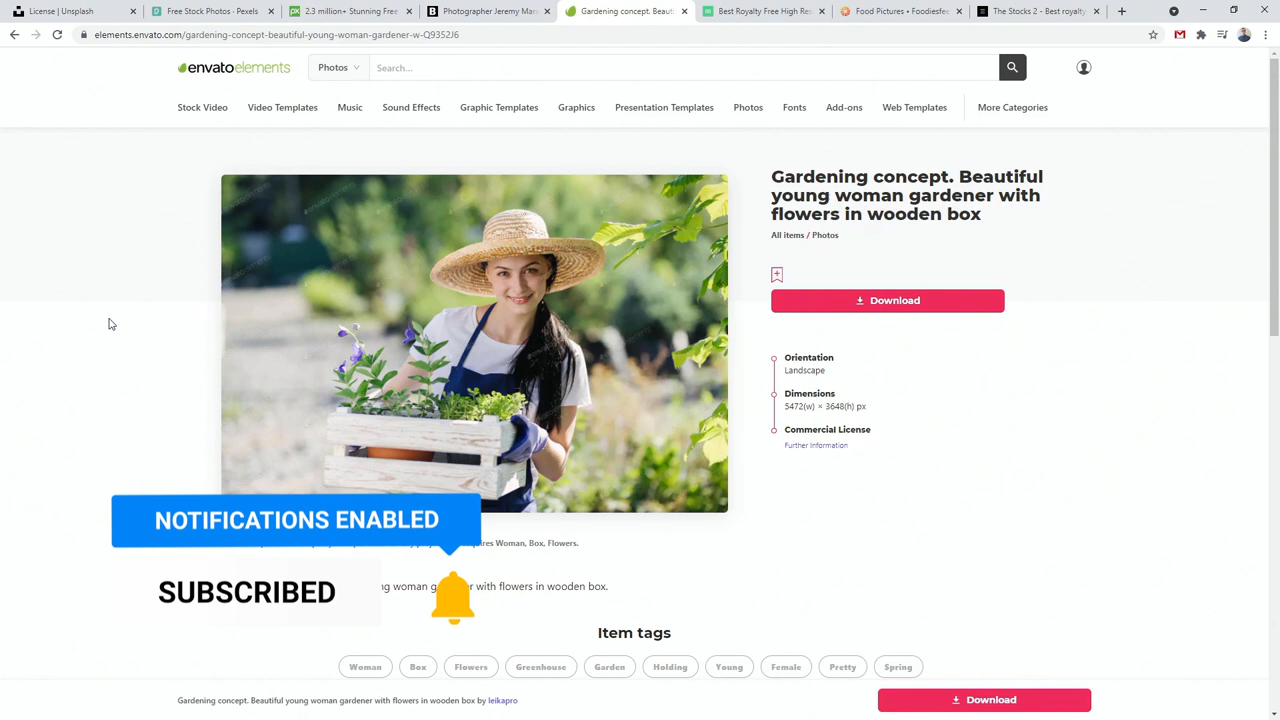 License | Unsplash
Free Stock Photos - Pexels
2.3 million+ Stunning Free
Photographer Jeremy Mar
Gardening concept. Beautiful
Best Royalty Free High Res
Food Pictures • Foodiesfe
The Stocks 2 - Best royalty
elements.envato.com/gardening-concept-beautiful-young-woman-gardener-w-Q9352J6
envatoelements
Photos
Search...
Stock Video
Video Templates
Music
Sound Effects
Graphic Templates
Graphics
Presentation Templates
Photos
Fonts
Add-ons
Web Templates
More Categories
Gardening concept. Beautiful
young woman gardener with
flowers in wooden box
All items / Photos
Download
Orientation
Landscape
Dimensions
5472(w) × 3648(h) px
Commercial License
Further Information
NOTIFICATIONS ENABLED
Woman, Box, Flowers.
SUBSCRIBED
woman
with flowers in wooden box.
Item tags
Woman
Box
Flowers
Greenhouse
Garden
Holding
Young
Female
Pretty
Spring
Gardening concept. Beautiful young woman gardener with flowers in wooden box by leikapro
Download